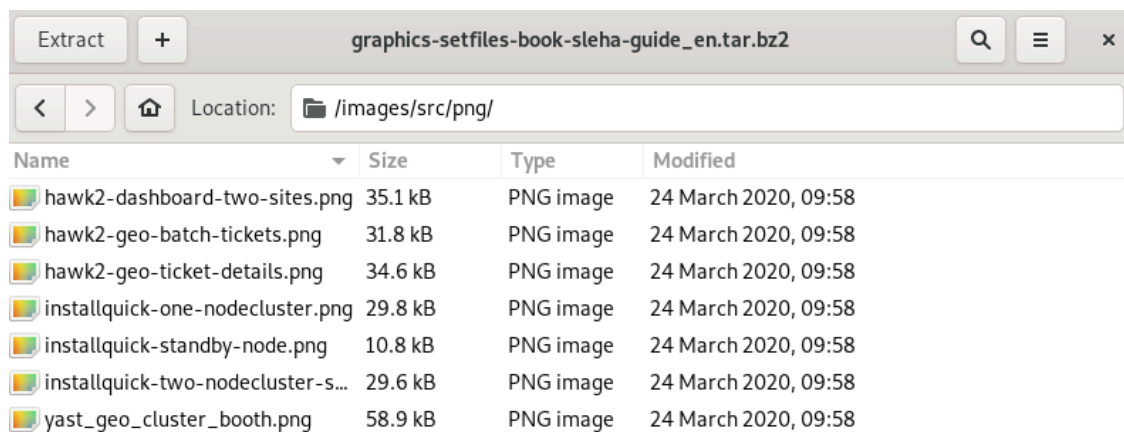 Extract + graphics-setfiles-book-sleha-guide_en.tar.bz2
Location: /images/src/png/
Name Size Type Modified
hawk2-dashboard-two-sites.png 35.1 kB PNG image 24 March 2020, 09:58
hawk2-geo-batch-tickets.png 31.8 kB PNG image 24 March 2020, 09:58
hawk2-geo-ticket-details.png 34.6 kB PNG image 24 March 2020, 09:58
installquick-one-nodecluster.png 29.8 kB PNG image 24 March 2020, 09:58
installquick-standby-node.png 10.8 kB PNG image 24 March 2020, 09:58
installquick-two-nodecluster-s... 29.6 kB PNG image 24 March 2020, 09:58
yast_geo_cluster_booth.png 58.9 kB PNG image 24 March 2020, 09:58